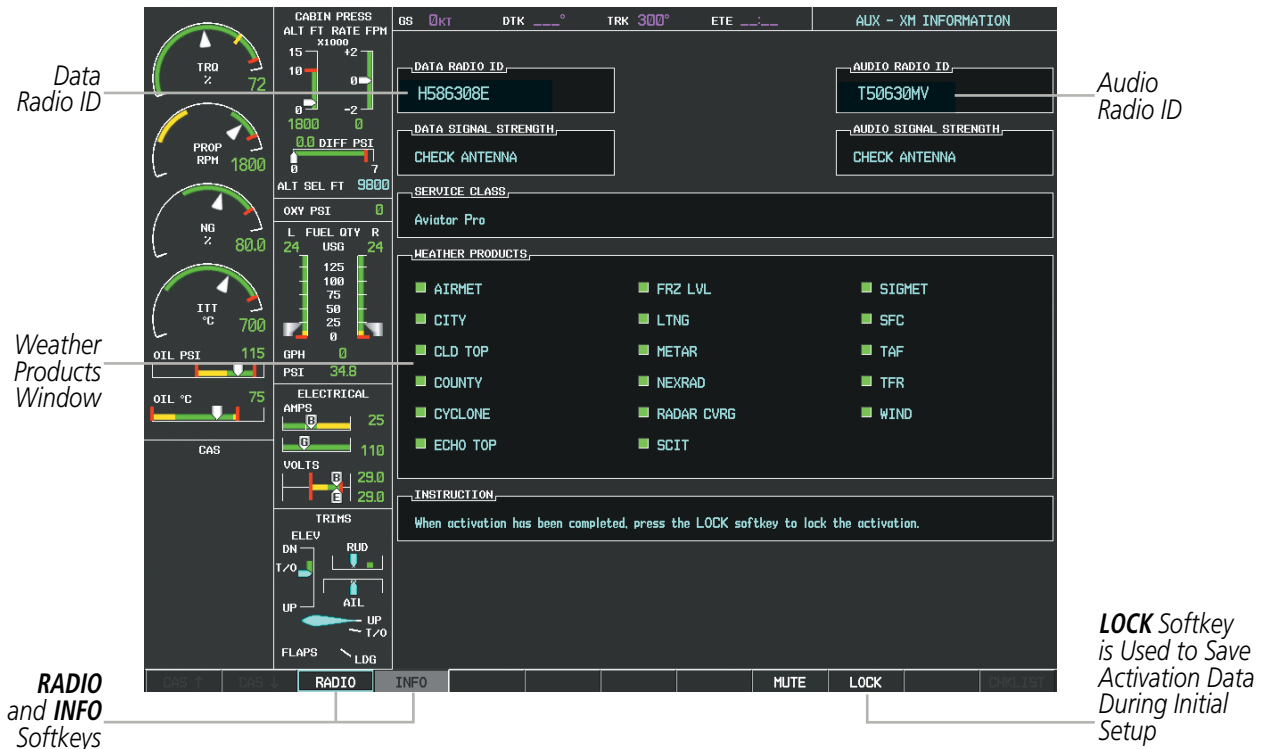 CABIN PRESS
ALT FT RATE FPM
X1000
15
+2
10
0
0
-2
1800
0
0.0 DIFF PSI
0
7
ALT SEL FT 9800
OXY PSI 0
L FUEL QTY R
24 USG 24
125
100
75
50
25
0
GPH 0
PSI 34.8
ELECTRICAL
AMPS
B
25
G
110
VOLTS
B
29.0
E
29.0
TRIMS
ELEV
DN
RUD
T/O
UP
AIL
UP
T/O
FLAPS
LDG
TRQ
%
72
PROP
RPM
1800
NG
%
80.0
ITT
°C
700
OIL PSI 115
OIL °C 75
CAS
GS 0KT DTK ___° TRK 300° ETE __:__ AUX - XM INFORMATION
DATA RADIO ID
H586308E
AUDIO RADIO ID
T50630MV
DATA SIGNAL STRENGTH
CHECK ANTENNA
AUDIO SIGNAL STRENGTH
CHECK ANTENNA
SERVICE CLASS
Aviator Pro
WEATHER PRODUCTS
AIRMET FRZ LVL SIGMET
CITY LTNG SFC
CLD TOP METAR TAF
COUNTY NEXRAD TFR
CYCLONE RADAR CVRG WIND
ECHO TOP SCIT
INSTRUCTION
When activation has been completed, press the LOCK softkey to lock the activation.
CAS ↑ CAS ↓ RADIO INFO MUTE LOCK CHKLIST
Data
Radio ID
Audio
Radio ID
Weather
Products
Window
RADIO
and INFO
Softkeys
LOCK Softkey
is Used to Save
Activation Data
During Initial
Setup